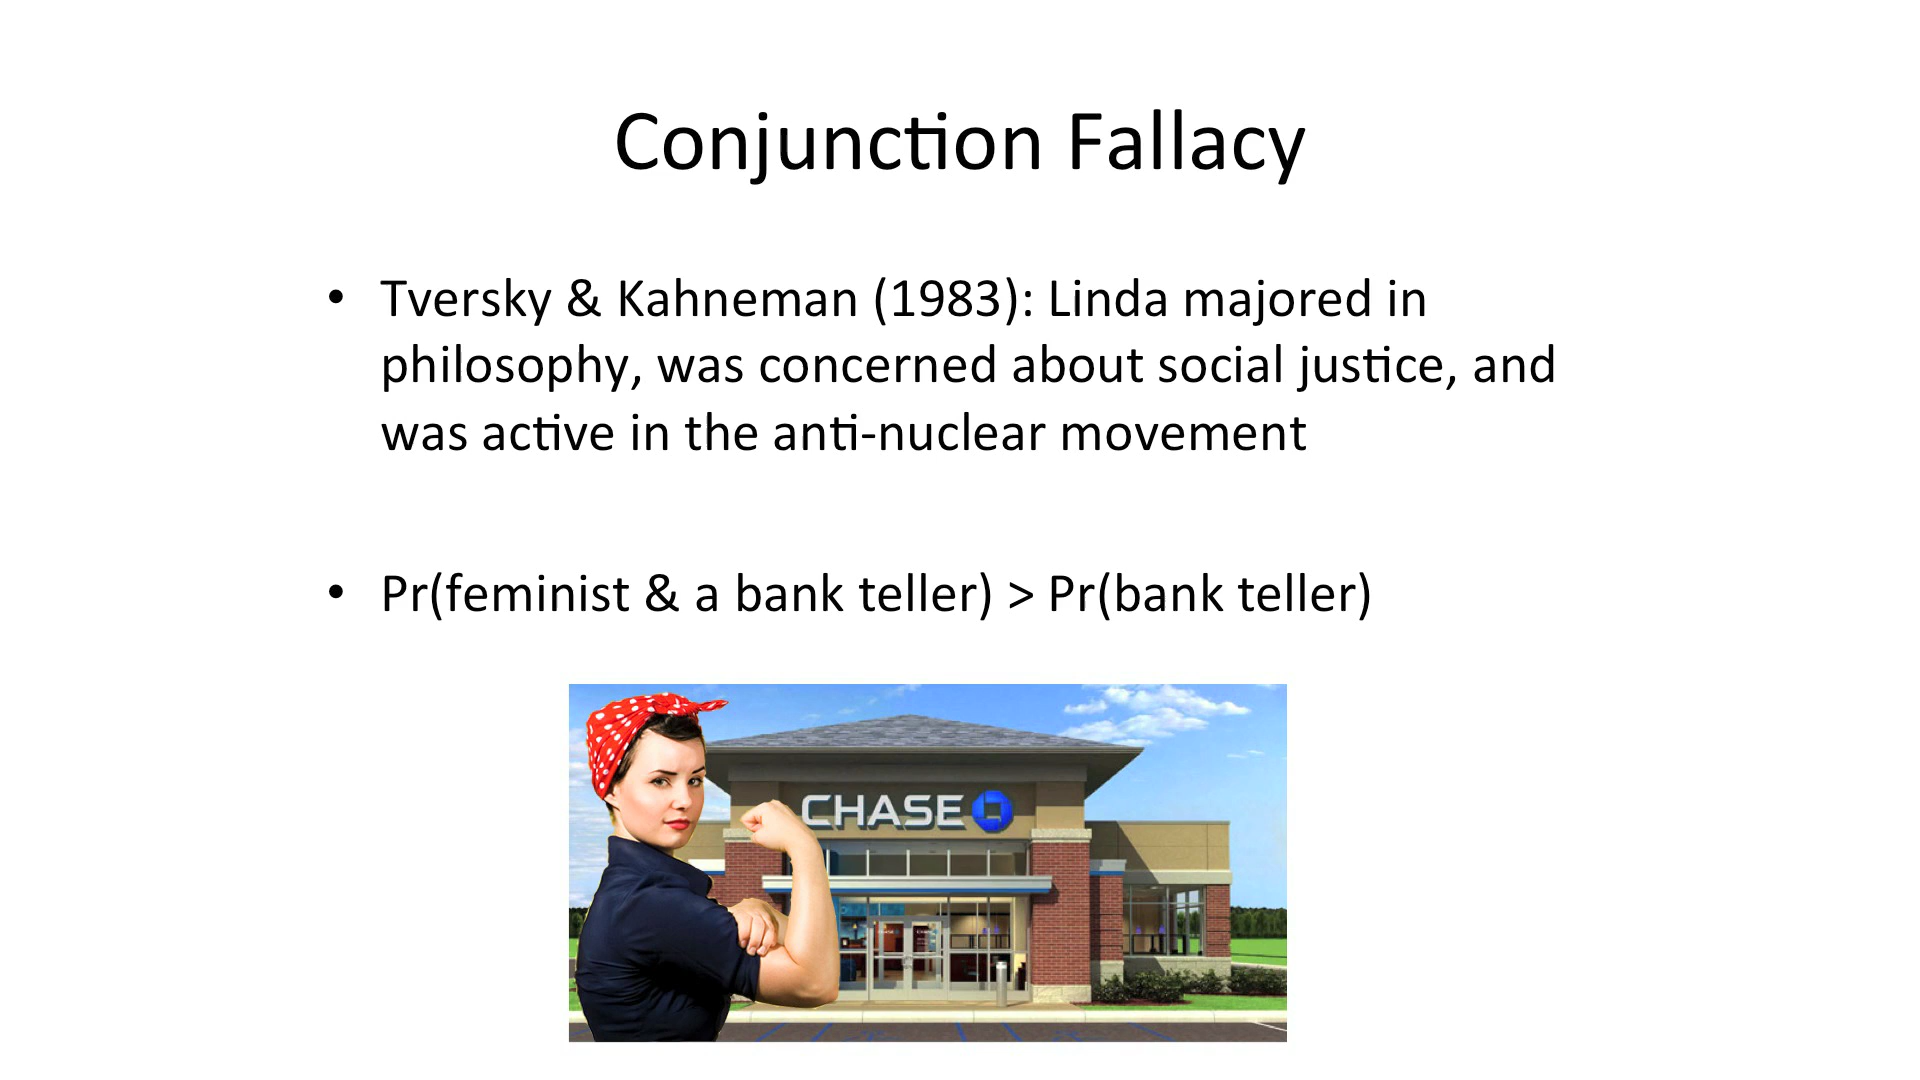 Conjunction Fallacy
• Tversky & Kahneman (1983): Linda majored in
philosophy, was concerned about social justice, and
was active in the anti-nuclear movement
• Pr(feminist & a bank teller) > Pr(bank teller)
CHASE